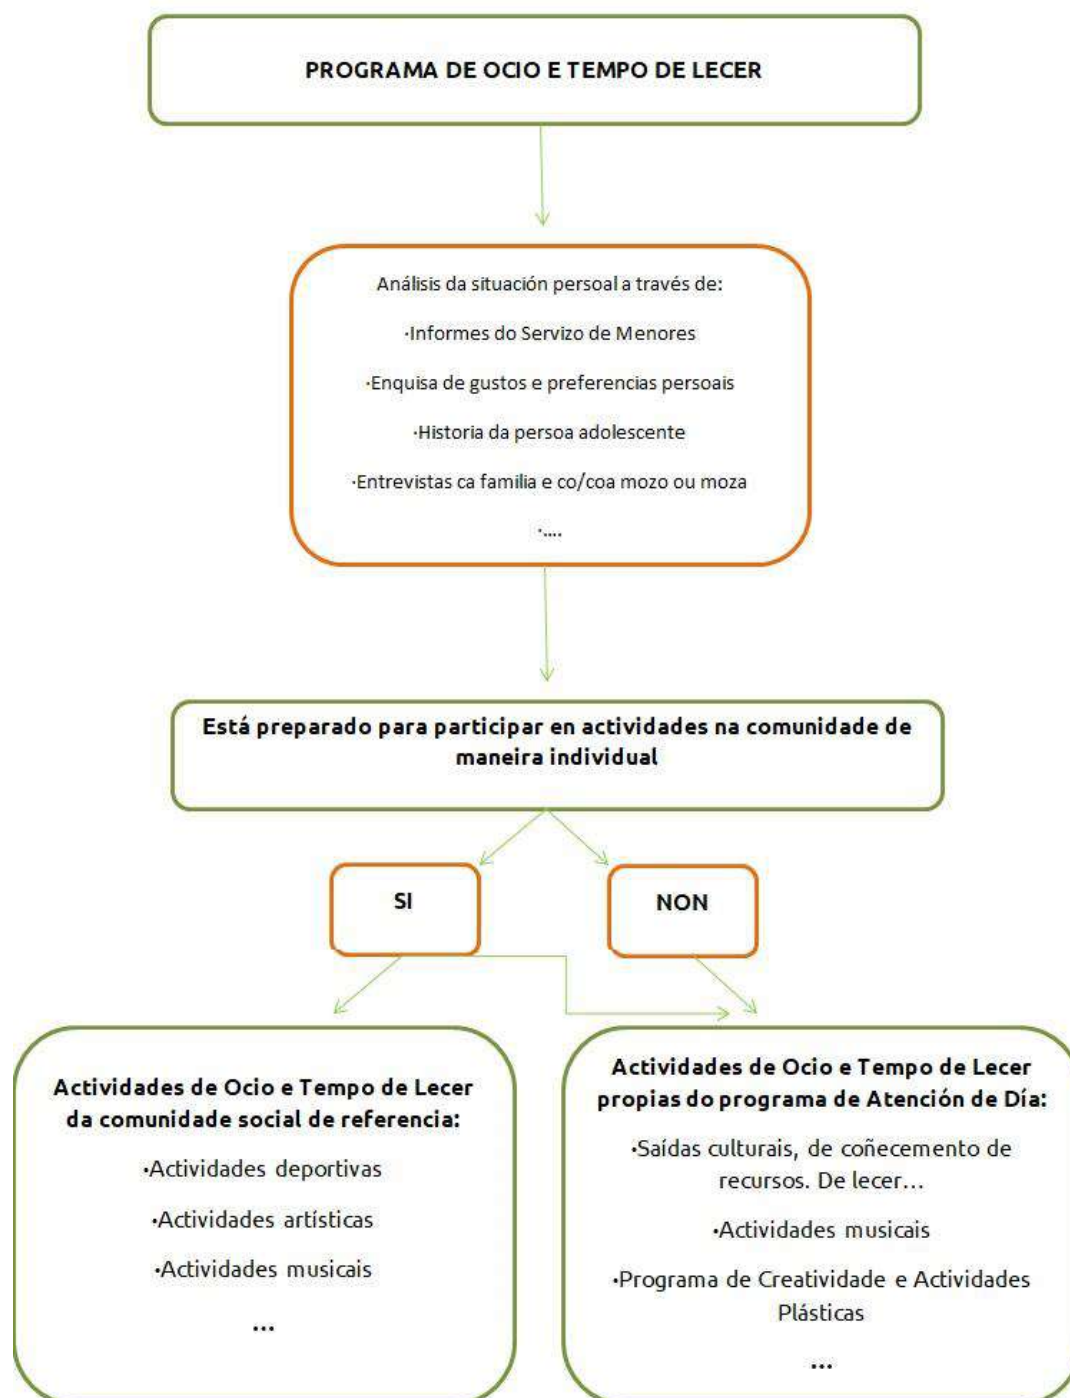 PROGRAMA DE OCIO E TEMPO DE LECER
Análisis da situación persoal a través de:
·Informes do Servizo de Menores
·Enquisa de gustos e preferencias persoais
·Historia da persoa adolescente
·Entrevistas ca familia e co/coa mozo ou moza
·....
Está preparado para participar en actividades na comunidade de
maneira individual
SI
NON
Actividades de Ocio e Tempo de Lecer
da comunidade social de referencia:
·Actividades deportivas
·Actividades artísticas
·Actividades musicais
...
Actividades de Ocio e Tempo de Lecer
propias do programa de Atención de Día:
·Saídas culturais, de coñecemento de
recursos. De lecer...
·Actividades musicais
·Programa de Creatividade e Actividades
Plásticas
...